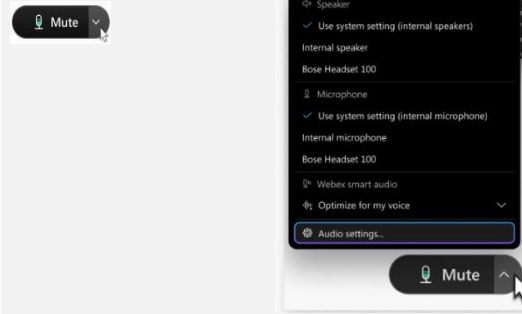 Mute
Speaker
Use system setting (internal speakers)
Internal speaker
Bose Headset 100
Microphone
Use system setting (internal microphone)
Internal microphone
Bose Headset 100
Webex smart audio
Optimize for my voice
Audio settings...
Mute